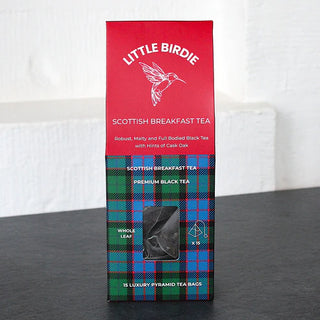 LITTLE BIRDIE
SCOTTISH BREAKFAST TEA
Robust, Malty and Full Bodied Black Tea
with Hints of Cask Oak
SCOTTISH BREAKFAST TEA
PREMIUM BLACK TEA
WHOLE
LEAF
X 15
15 LUXURY PYRAMID TEA BAGS